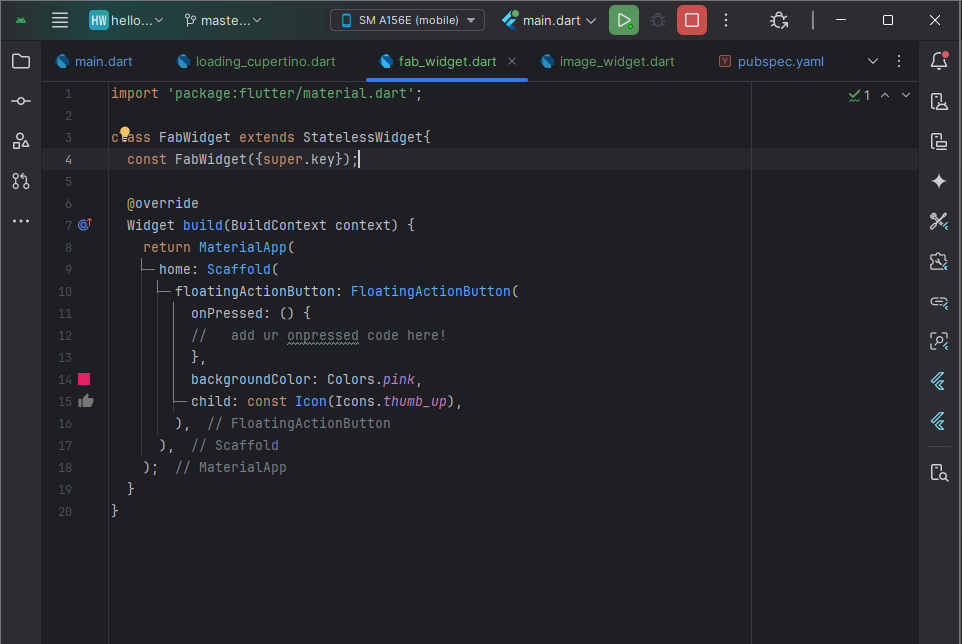 HW hello... maste... SM A156E (mobile) main.dart
main.dart loading_cupertino.dart fab_widget.dart image_widget.dart pubspec.yaml
1 import 'package:flutter/material.dart'; 1
2
3 class FabWidget extends StatelessWidget{
4 const FabWidget({super.key});
5
6 @override
7 Widget build(BuildContext context) {
8 return MaterialApp(
9 home: Scaffold(
10 floatingActionButton: FloatingActionButton(
11 onPressed: () {
12 // add ur onpressed code here!
13 },
14 backgroundColor: Colors.pink,
15 child: const Icon(Icons.thumb_up),
16 ), // FloatingActionButton
17 ), // Scaffold
18 ); // MaterialApp
19 }
20 }